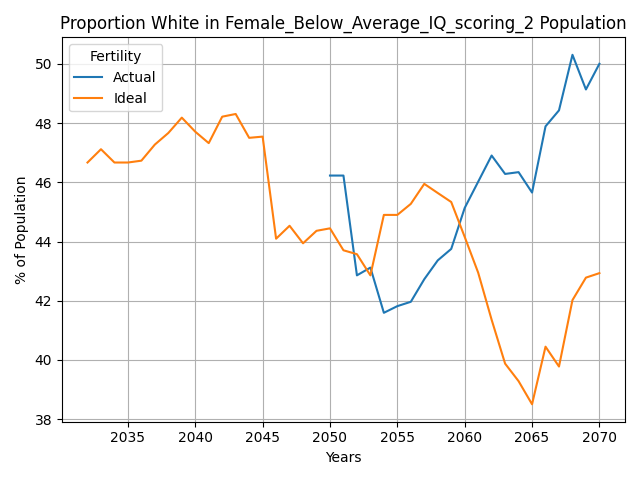 Proportion White in Female_Below_Average_IQ_scoring_2 Population
Fertility
Actual
Ideal
% of Population
50
48
46
44
42
40
38
2035
2040
2045
2050
2055
2060
2065
2070
Years